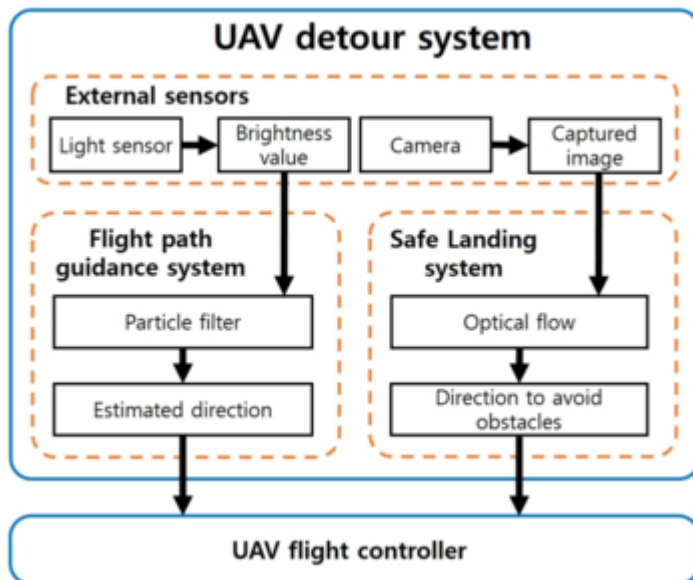 UAV detour system
External sensors
Light sensor
Brightness
value
Camera
Captured
image
Flight path
guidance system
Particle filter
Estimated direction
Safe Landing
system
Optical flow
Direction to avoid
obstacles
UAV flight controller